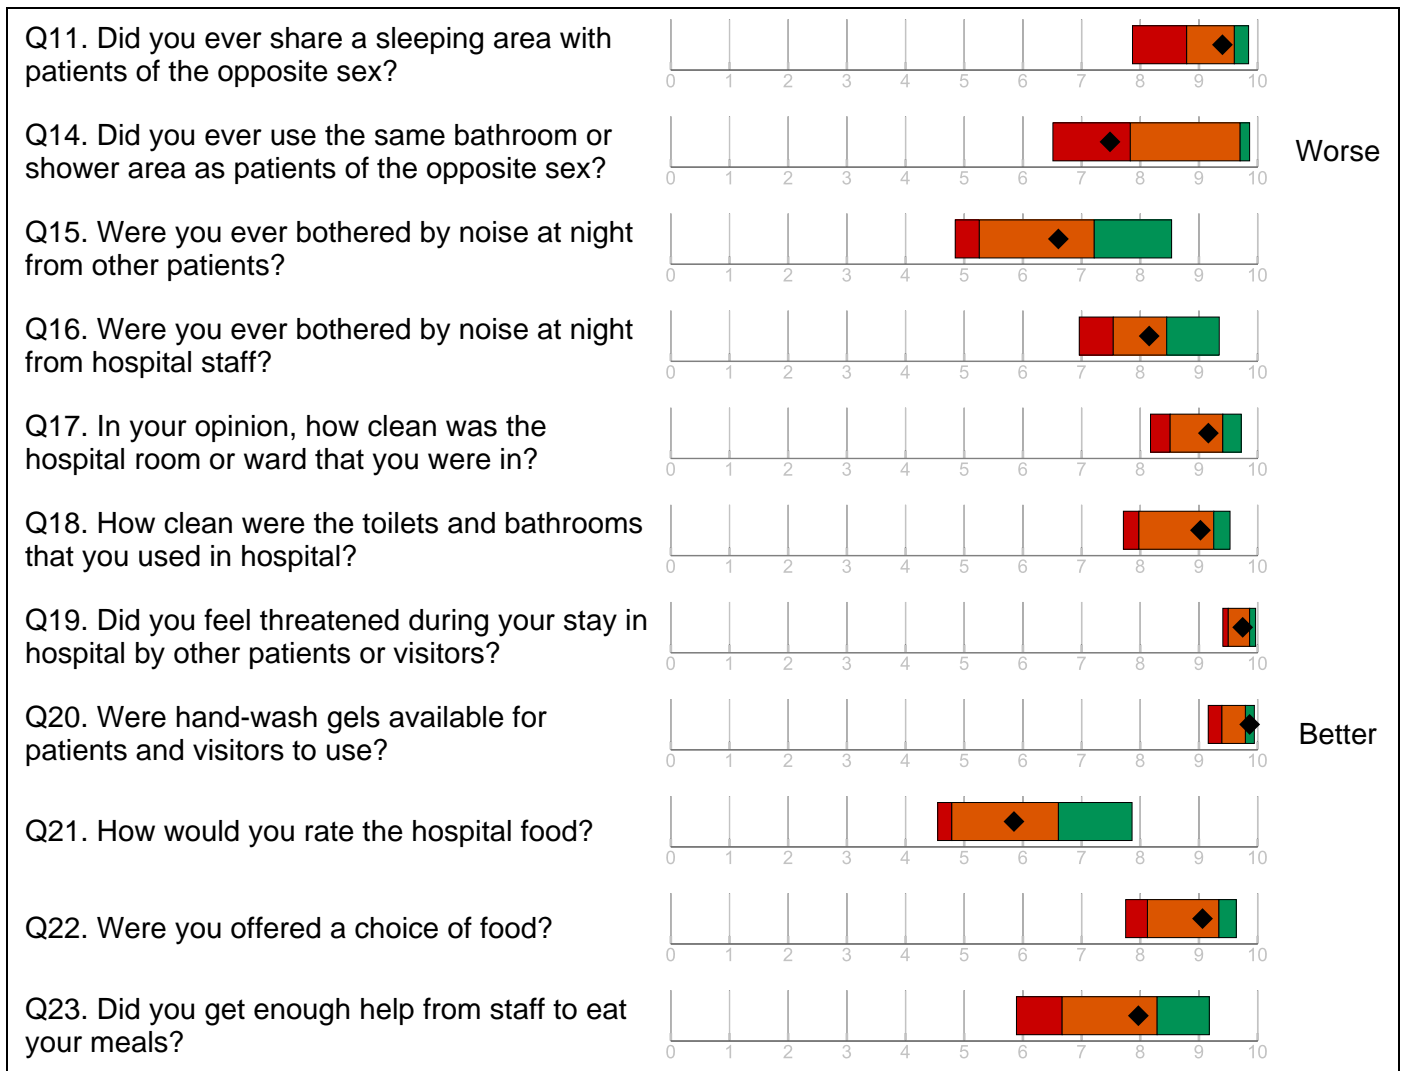 Q11. Did you ever share a sleeping area with
patients of the opposite sex?
0 1 2 3 4 5 6 7 8 9 10
Q14. Did you ever use the same bathroom or
shower area as patients of the opposite sex?
0 1 2 3 4 5 6 7 8 9 10
Worse
Q15. Were you ever bothered by noise at night
from other patients?
0 1 2 3 4 5 6 7 8 9 10
Q16. Were you ever bothered by noise at night
from hospital staff?
0 1 2 3 4 5 6 7 8 9 10
Q17. In your opinion, how clean was the
hospital room or ward that you were in?
0 1 2 3 4 5 6 7 8 9 10
Q18. How clean were the toilets and bathrooms
that you used in hospital?
0 1 2 3 4 5 6 7 8 9 10
Q19. Did you feel threatened during your stay in
hospital by other patients or visitors?
0 1 2 3 4 5 6 7 8 9 10
Q20. Were hand-wash gels available for
patients and visitors to use?
0 1 2 3 4 5 6 7 8 9 10
Better
Q21. How would you rate the hospital food?
0 1 2 3 4 5 6 7 8 9 10
Q22. Were you offered a choice of food?
0 1 2 3 4 5 6 7 8 9 10
Q23. Did you get enough help from staff to eat
your meals?
0 1 2 3 4 5 6 7 8 9 10